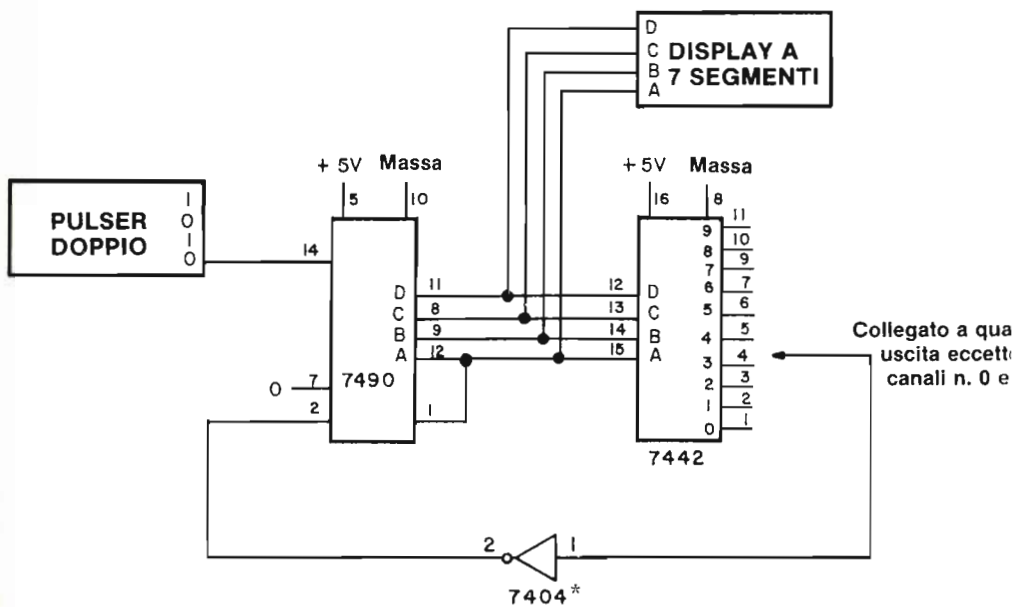 D
C
B
A
DISPLAY A
7 SEGMENTI
+ 5V Massa
5 10
+ 5V Massa
16 8
PULSER
DOPPIO
1
0
1
0
14
D 11
C 8
B 9
A 12
7490
0 7
2
1
12 D
13 C
14 B
15 A
9 11
8 10
7 9
6 7
5 6
4 5
3 4
2 3
1 2
0 1
7442
Collegato a
uscita
canali n. 0 e
2 1
7404*